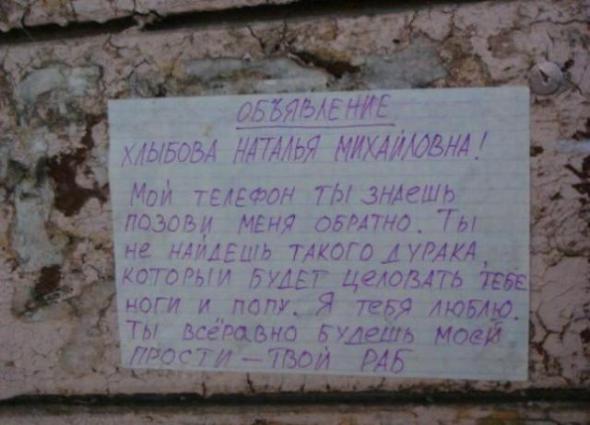 ОБЪЯВЛЕНИЕ
ХЛЫБОВА НАТАЛЬЯ МИХАЙЛОВНА!
МОЙ ТЕЛЕФОН ТЫ ЗНАЕШЬ
ПОЗОВИ МЕНЯ ОБРАТНО. ТЫ
НЕ НАЙДЕШЬ ТАКОГО ДУРАКА,
КОТОРЫЙ БУДЕТ ЦЕЛОВАТЬ ТЕБЕ
НОГИ И ПОПУ. Я ТЕБЯ ЛЮБЛЮ.
ТЫ ВСЁРАВНО БУДЕШЬ МОЕЙ
ПРОСТИ — ТВОЙ РАБ